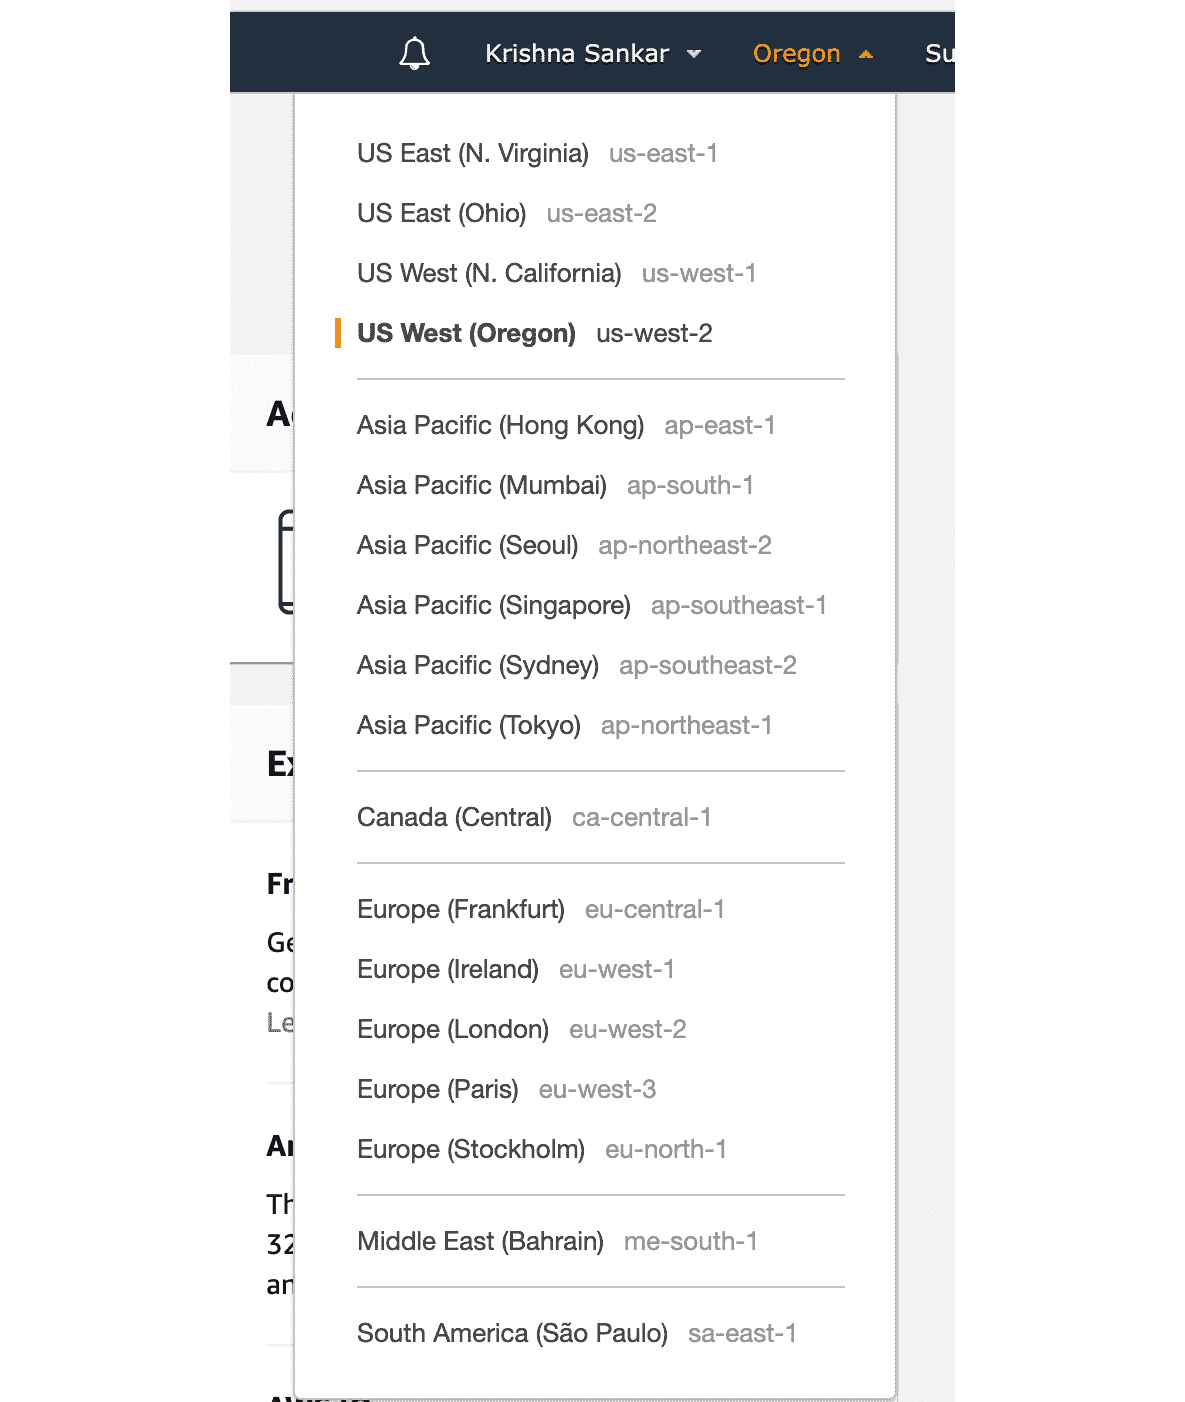 Krishna Sankar Oregon Su
US East (N. Virginia) us-east-1
US East (Ohio) us-east-2
US West (N. California) us-west-1
US West (Oregon) us-west-2
Asia Pacific (Hong Kong) ap-east-1
Asia Pacific (Mumbai) ap-south-1
Asia Pacific (Seoul) ap-northeast-2
Asia Pacific (Singapore) ap-southeast-1
Asia Pacific (Sydney) ap-southeast-2
Asia Pacific (Tokyo) ap-northeast-1
Ex
Canada (Central) ca-central-1
Fr
Europe (Frankfurt) eu-central-1
Ge
co
Europe (Ireland) eu-west-1
Le
Europe (London) eu-west-2
Europe (Paris) eu-west-3
Europe (Stockholm) eu-north-1
Th
32
Middle East (Bahrain) me-south-1
an
South America (São Paulo) sa-east-1